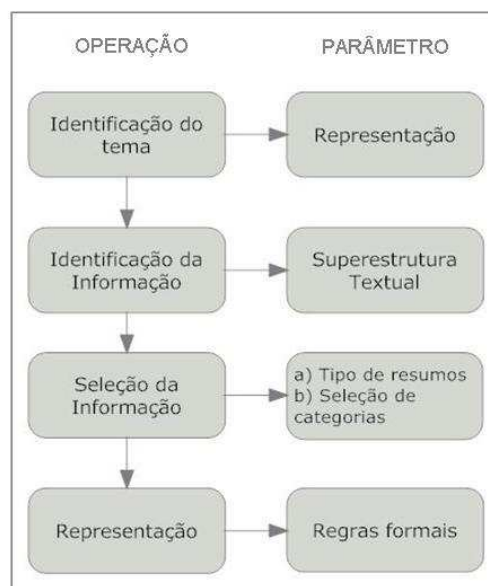 OPERAÇÃO
PARÂMETRO
Identificação do
tema
Representação
Identificação da
Informação
Superestrutura
Textual
Seleção da
Informação
a) Tipo de resumos
b) Seleção de
categorias
Representação
Regras formais